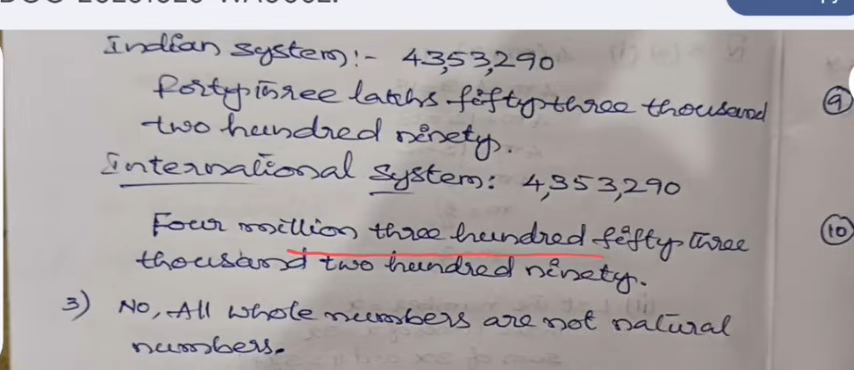 Indian system:- 43,53,290
Forty three lakhs fifty three thousand
two hundred ninety.
International System: 4,353,290
Four million three hundred fifty three
thousand two hundred ninety.
3) No, All whole numbers are not natural
numbers.
9
10